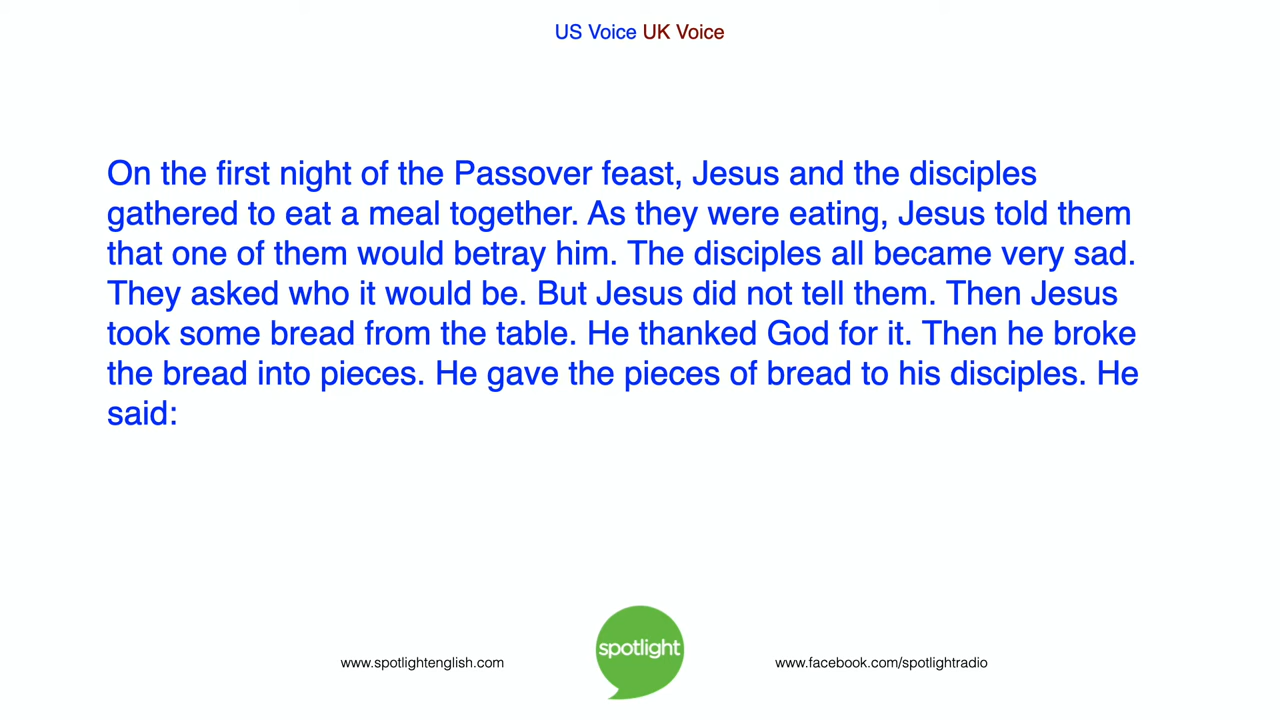 US Voice UK Voice
On the first night of the Passover feast, Jesus and the disciples
gathered to eat a meal together. As they were eating, Jesus told them
that one of them would betray him. The disciples all became very sad.
They asked who it would be. But Jesus did not tell them. Then Jesus
took some bread from the table. He thanked God for it. Then he broke
the bread into pieces. He gave the pieces of bread to his disciples. He
said:
www.spotlightenglish.com
spotlight
www.facebook.com/spotlightradio